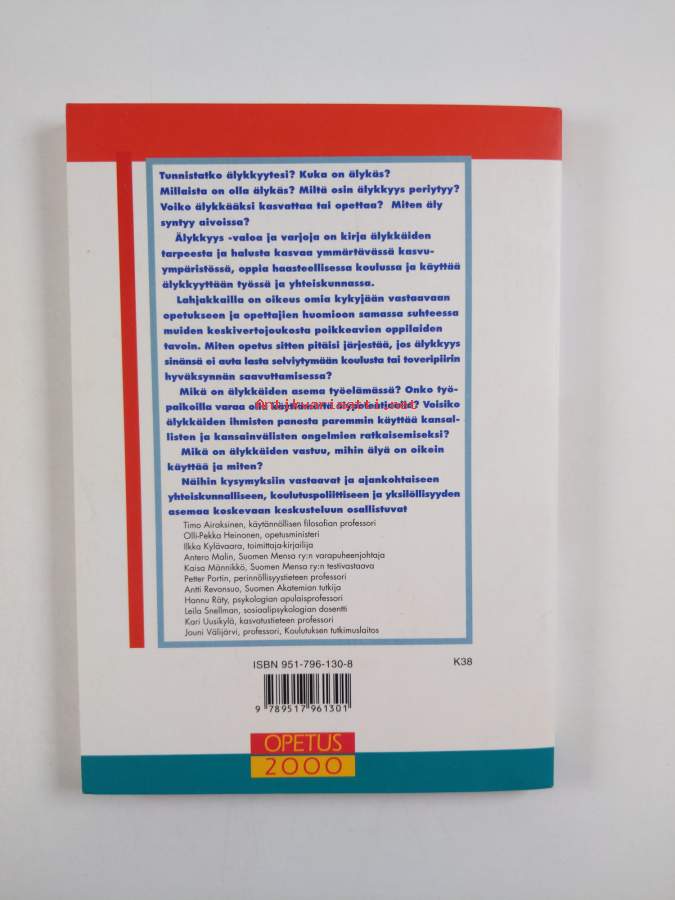 Tunnistatko älykkyytesi? Kuka on älykäs?
Millaista on olla älykäs? Miltä osin älykkyys periytyy?
Voiko älykkääksi kasvattaa tai opettaa? Miten äly
syntyy aivoissa?
Älykkyys -valoa ja varjoja on kirja älykkäiden
tarpeesta ja halusta kasvaa ymmärtävässä kasvu-
ympäristössä, oppia haasteellisessa koulussa ja käyttää
älykkyyttään työssä ja yhteiskunnassa.
Lahjakkailla on oikeus omia kykyjään vastaavaan
opetukseen ja opettajien huomioon samassa suhteessa
muiden keskivertojoukosta poikkeavien oppilaiden
tavoin. Miten opetus sitten pitäisi järjestää, jos älykkyys
sinänsä ei auta lasta selviytymään koulusta tai toveripiirin
hyväksynnän saavuttamisessa?
Mikä on älykkäiden asema työelämässä? Onko työ-
paikoilla varaa Voisiko
Antikvariaatti.net
älykkäiden ihmisten panosta paremmin käyttää kansal-
listen ja kansainvälisten ongelmien ratkaisemiseksi?
Mikä on älykkäiden vastuu, mihin älyä on oikein
käyttää ja miten?
Näihin kysymyksiin vastaavat ja ajankohtaiseen
yhteiskunnalliseen, koulutuspoliittiseen ja yksilöllisyyden
asemaa koskevaan keskusteluun osallistuvat
Timo Airaksinen, käytännöllisen filosofian professori
Olli-Pekka Heinonen, opetusministeri
Ilkka Kylävaara, toimittaja-kirjailija
Antero Malin, Suomen Mensa ry:n varapuheenjohtaja
Kaisa Männikkö, Suomen Mensa ry:n testivastaava
Petter Portin, perinnöllisyystieteen professori
Antti Revonsuo, Suomen Akatemian tutkija
Hannu Räty, psykologian apulaisprofessori
Leila Snellman, sosiaalipsykologian dosentti
Kari Uusikylä, kasvatustieteen professori
Jouni Välijärvi, professori, Koulutuksen tutkimuslaitos
ISBN 951-796-130-8 K38
9 789517 961301
OPETUS
2000